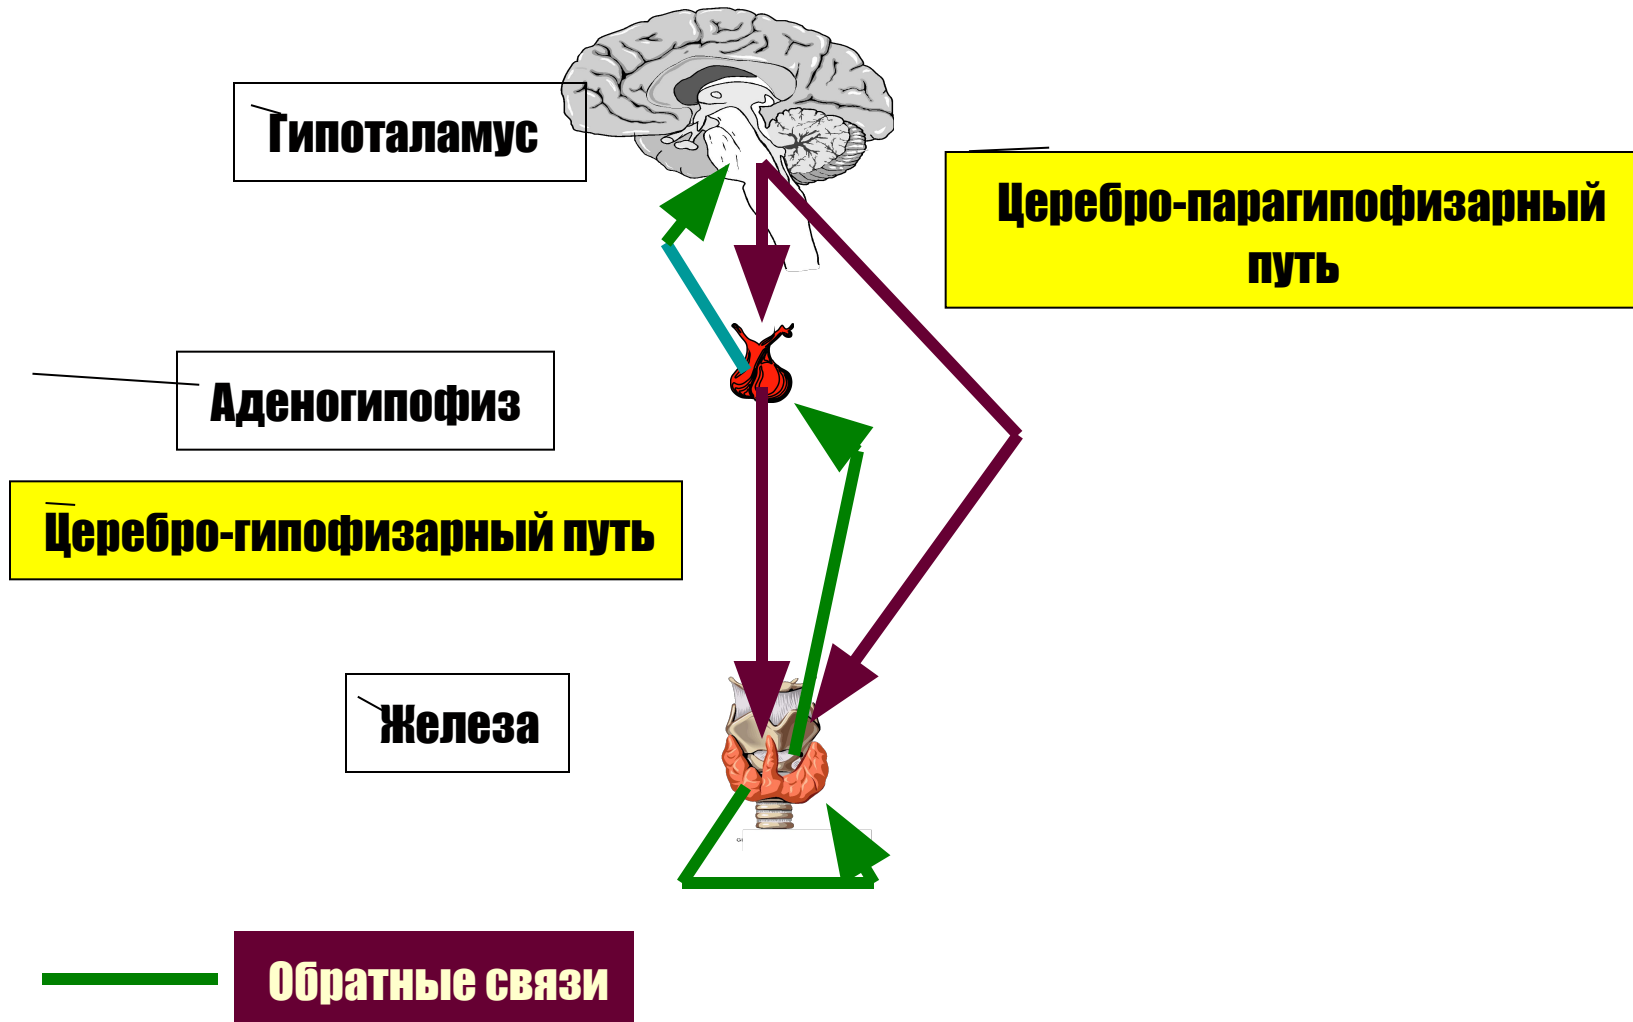 Гипоталамус
Церебро-парагипофизарный
путь
Аденогипофиз
Церебро-гипофизарный путь
Железа
Обратные связи